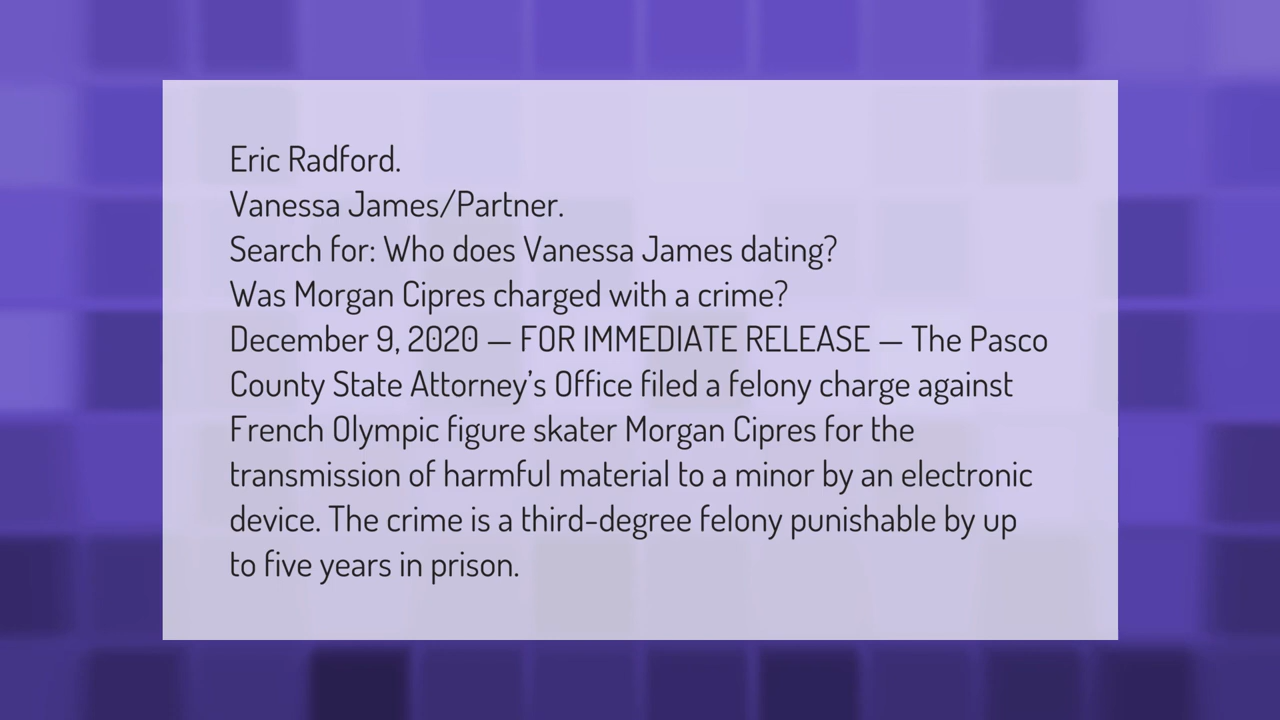 Eric Radford.
Vanessa James/Partner.
Search for: Who does Vanessa James dating?
Was Morgan Cipres charged with a crime?
December 9, 2020 — FOR IMMEDIATE RELEASE — The Pasco
County State Attorney’s Office filed a felony charge against
French Olympic figure skater Morgan Cipres for the
transmission of harmful material to a minor by an electronic
device. The crime is a third-degree felony punishable by up
to five years in prison.